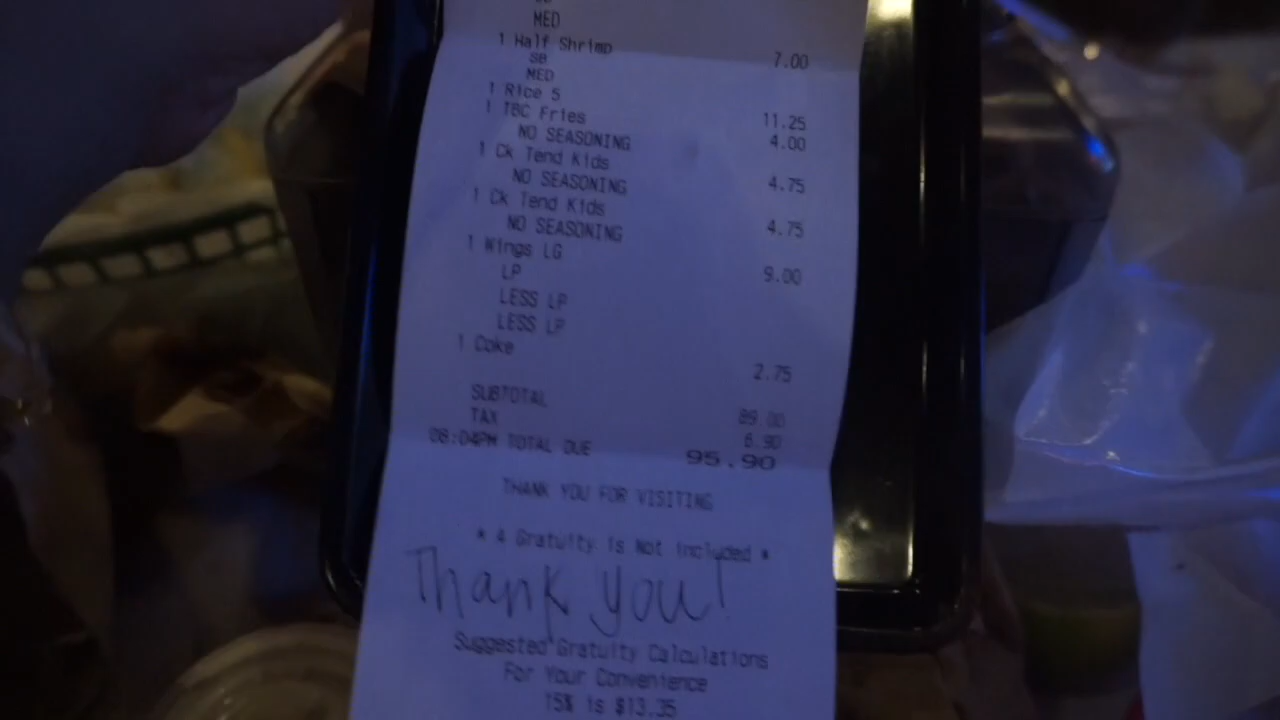 MED
1 Half Shrimp 7.00
SB
MED
1 Rice S
1 TBC Fries 11.25
NO SEASONING 4.00
1 Ck Tend Kids
NO SEASONING 4.75
1 Ck Tend Kids
NO SEASONING 4.75
1 Wings LG
LP 9.00
LESS LP
LESS LP
1 Coke
2.75
SUBTOTAL 89.00
TAX 6.90
08:04PM TOTAL DUE 95.90
THANK YOU FOR VISITING
* 4 Gratuity is Not included *
Thank you!
Suggested Gratuity Calculations
For Your Convenience
15% is $13.35